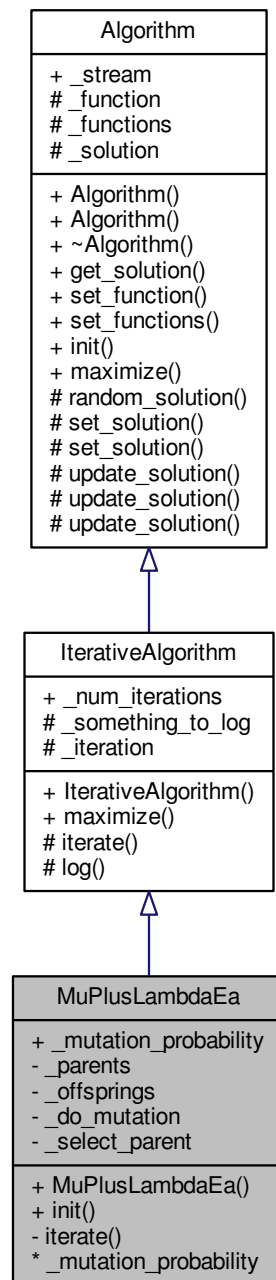 Algorithm
+ _stream
# _function
# _functions
# _solution
+ Algorithm()
+ Algorithm()
+ ~Algorithm()
+ get_solution()
+ set_function()
+ set_functions()
+ init()
+ maximize()
# random_solution()
# set_solution()
# set_solution()
# update_solution()
# update_solution()
# update_solution()
IterativeAlgorithm
+ _num_iterations
# _something_to_log
# _iteration
+ IterativeAlgorithm()
+ maximize()
# iterate()
# log()
MuPlusLambdaEa
+ _mutation_probability
- _parents
- _offsprings
- _do_mutation
- _select_parent
+ MuPlusLambdaEa()
+ init()
- iterate()
* _mutation_probability